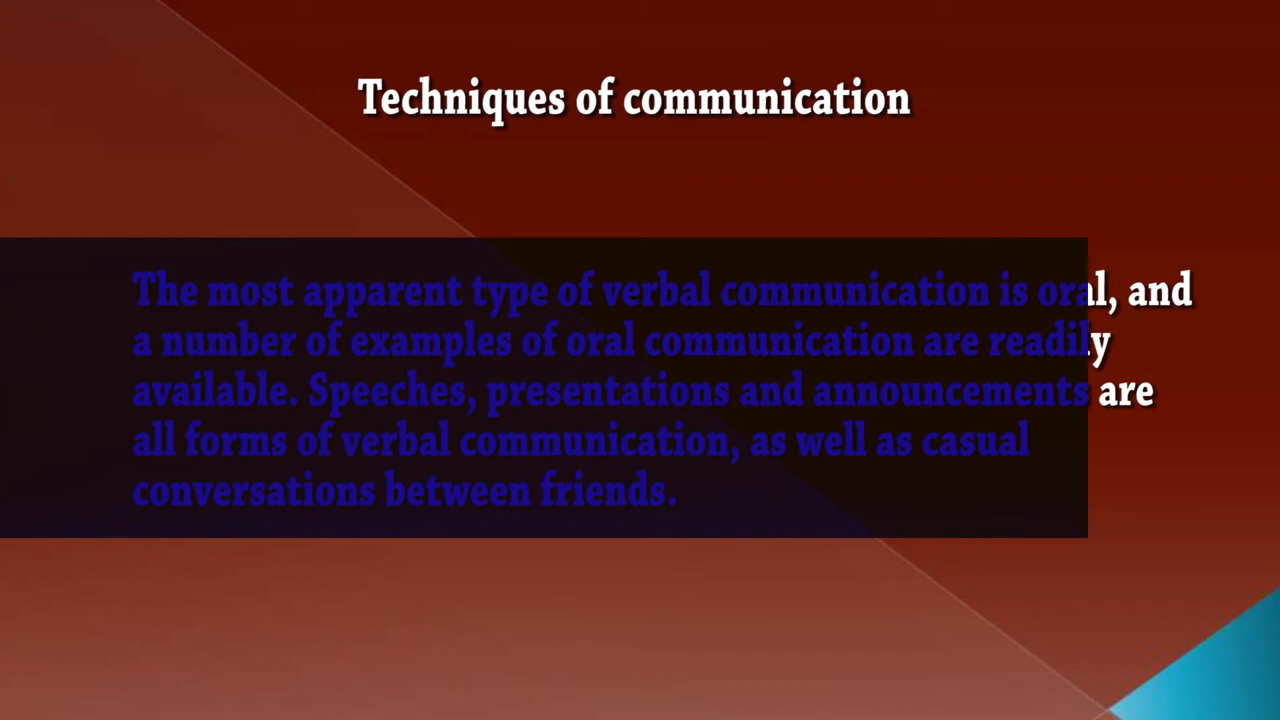 Techniques of communication
The most apparent type of verbal communication is oral, and
a number of examples of oral communication are readily
available. Speeches, presentations and announcements are
all forms of verbal communication, as well as casual
conversations between friends.